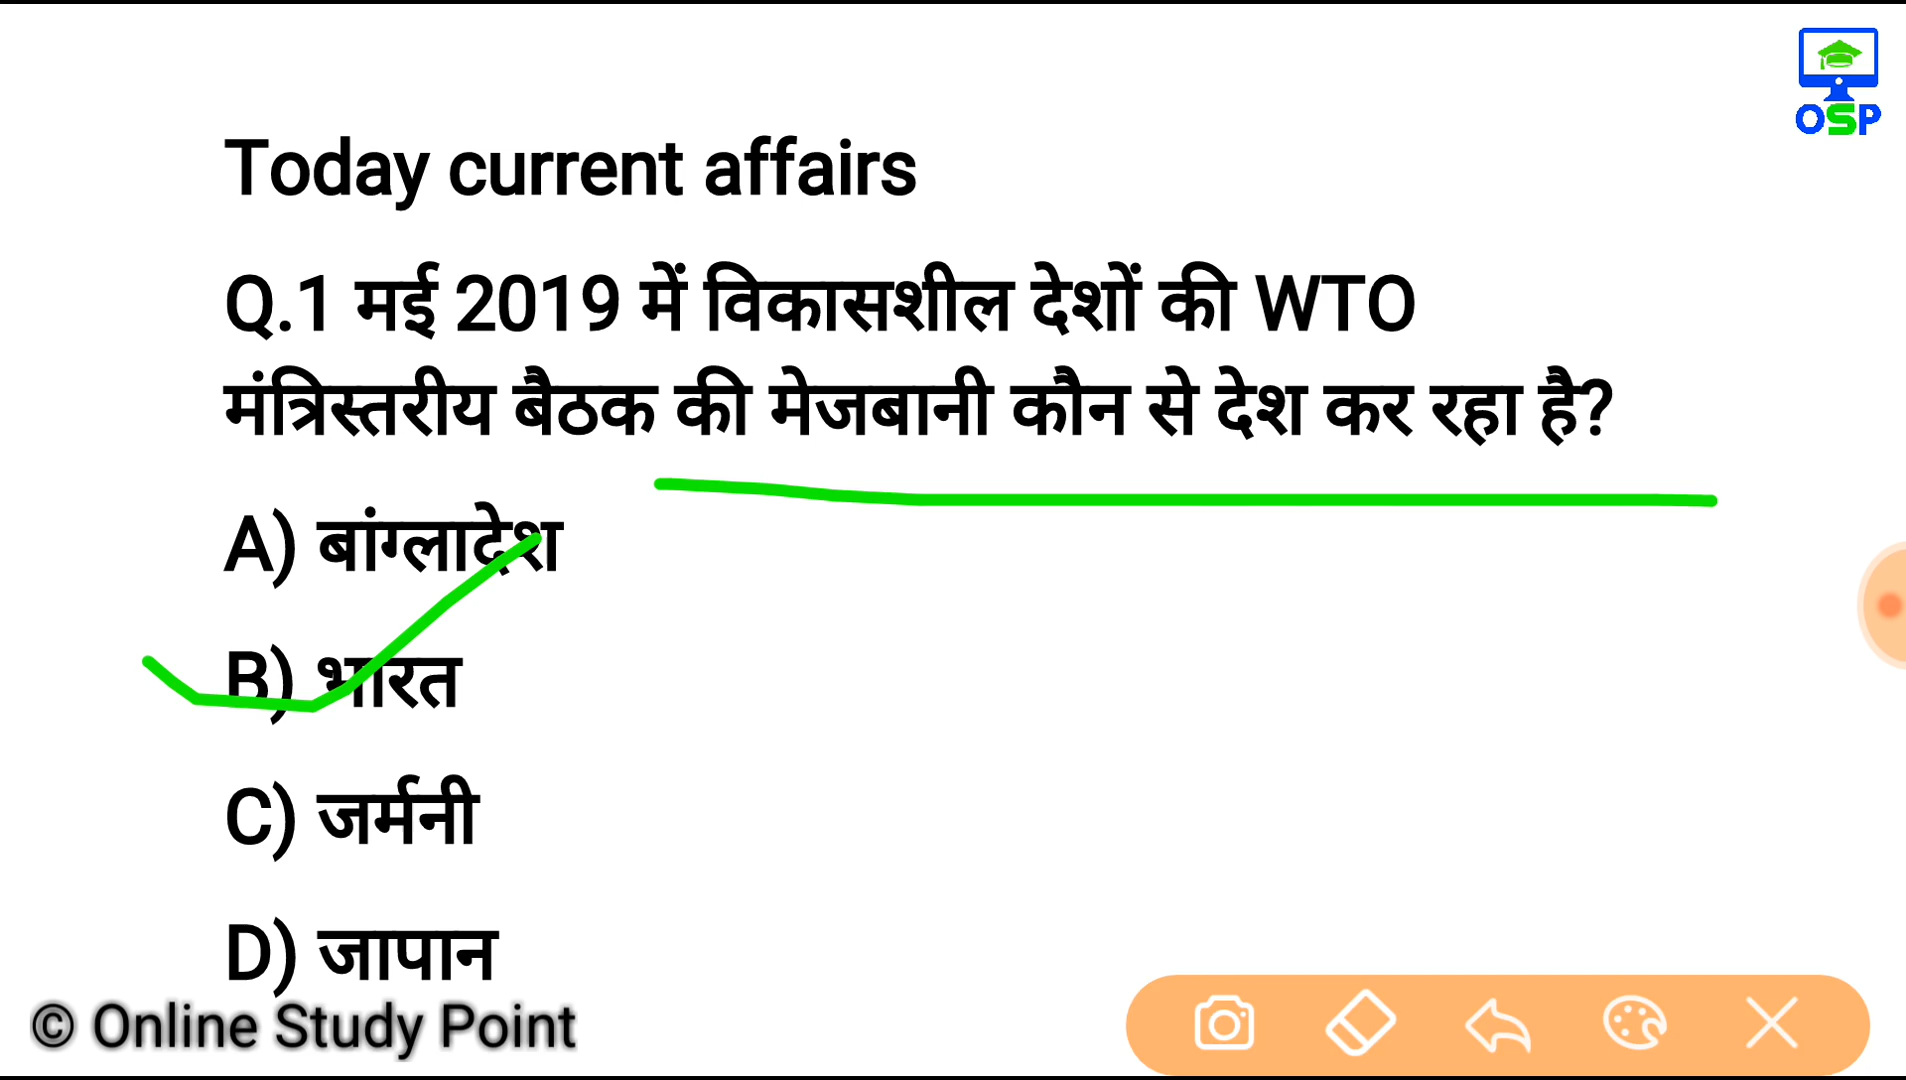 OSP
Today current affairs
Q.1 मई 2019 में विकासशील देशों की WTO
मंत्रिस्तरीय बैठक की मेजबानी कौन से देश कर रहा है?
A) बांग्लादेश
B) भारत
C) जर्मनी
D) जापान
© Online Study Point